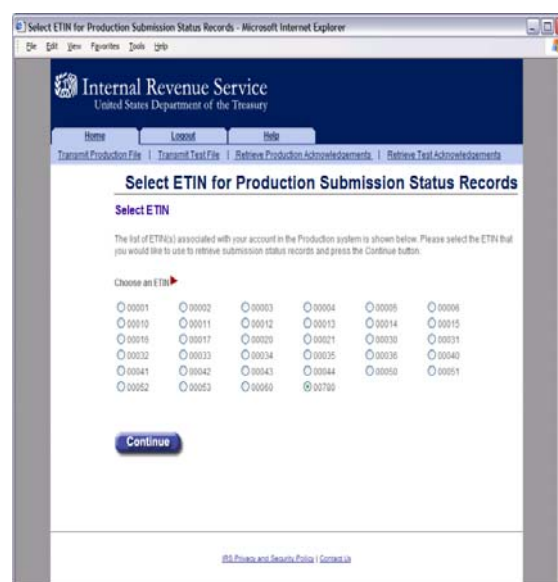 Select ETIN for Production Submission Status Records - Microsoft Internet Explorer
File Edit View Favorites Tools Help
Internal Revenue Service
United States Department of the Treasury
Home Logout Help
Transmit Production File | Transmit Test File | Retrieve Production Acknowledgements | Retrieve Test Acknowledgements
Select ETIN for Production Submission Status Records
Select ETIN
The list of ETIN(s) associated with your account in the Production system is shown below. Please select the ETIN that
you would like to use to retrieve submission status records and press the Continue button.
Choose an ETIN
00001 00002 00003 00004 00005 00006
00010 00011 00012 00013 00014 00015
00016 00017 00020 00021 00030 00031
00032 00033 00034 00035 00036 00040
00041 00042 00043 00044 00050 00051
00052 00053 00060 00700
Continue
IRS Privacy and Security Policy | Contact Us